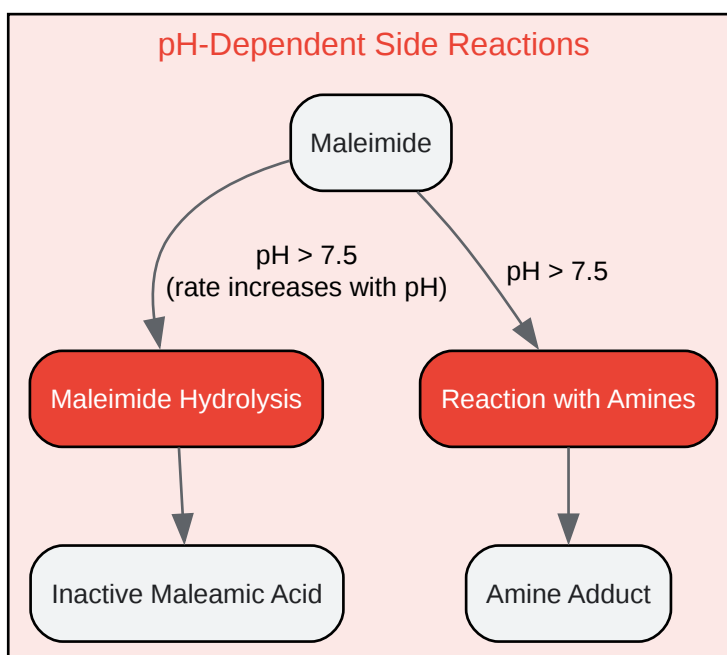 pH-Dependent Side Reactions
Maleimide
pH > 7.5
(rate increases with pH)
pH > 7.5
Maleimide Hydrolysis
Reaction with Amines
Inactive Maleamic Acid
Amine Adduct